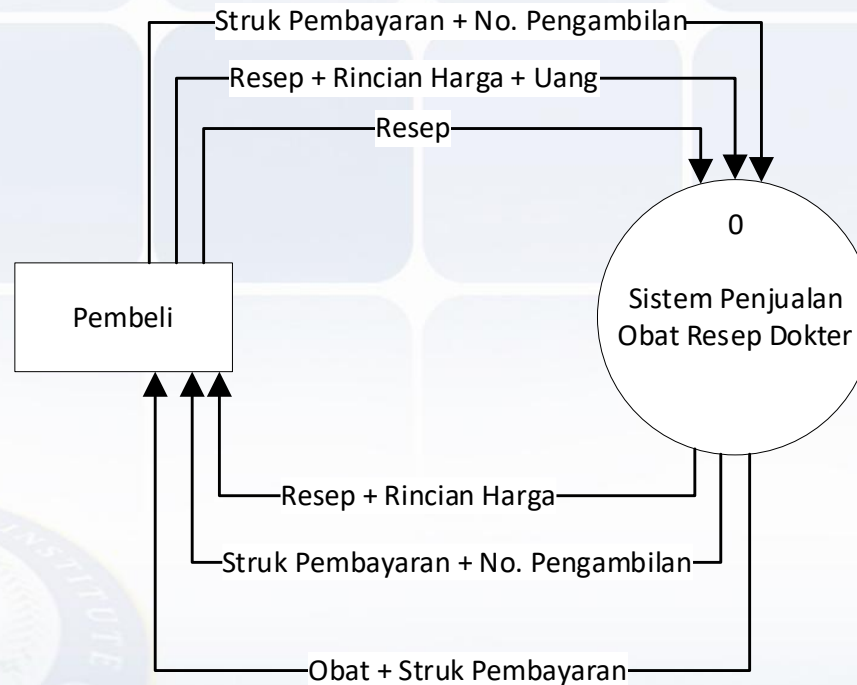 Struk Pembayaran + No. Pengambilan
Resep + Rincian Harga + Uang
Resep
0
Pembeli
Sistem Penjualan
Obat Resep Dokter
Resep + Rincian Harga
Struk Pembayaran + No. Pengambilan
Obat + Struk Pembayaran
INSTITUTE